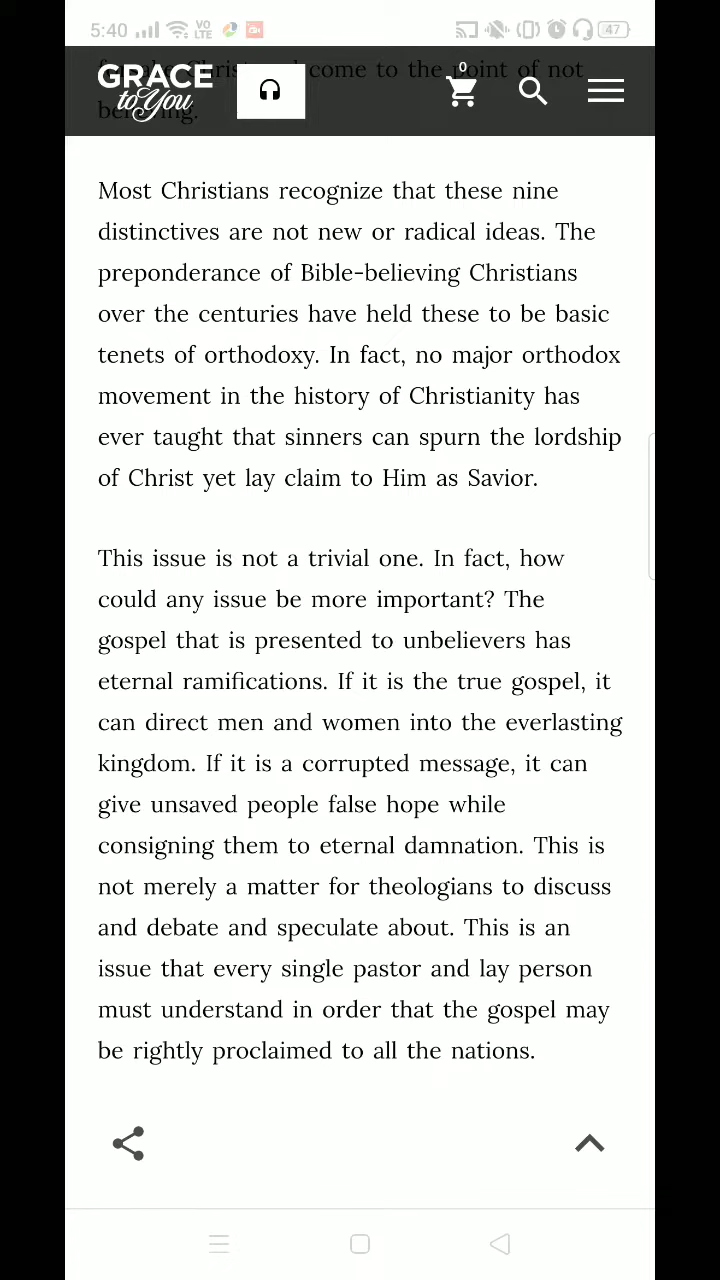 5:40 VO LTE 47
GRACE to You 0
come to the point of not
Most Christians recognize that these nine
distinctives are not new or radical ideas. The
preponderance of Bible-believing Christians
over the centuries have held these to be basic
tenets of orthodoxy. In fact, no major orthodox
movement in the history of Christianity has
ever taught that sinners can spurn the lordship
of Christ yet lay claim to Him as Savior.
This issue is not a trivial one. In fact, how
could any issue be more important? The
gospel that is presented to unbelievers has
eternal ramifications. If it is the true gospel, it
can direct men and women into the everlasting
kingdom. If it is a corrupted message, it can
give unsaved people false hope while
consigning them to eternal damnation. This is
not merely a matter for theologians to discuss
and debate and speculate about. This is an
issue that every single pastor and lay person
must understand in order that the gospel may
be rightly proclaimed to all the nations.